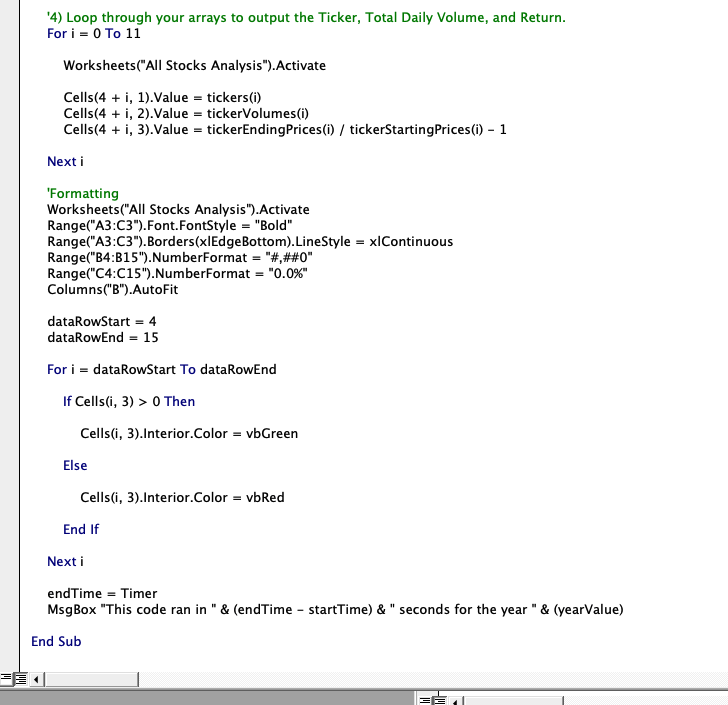 '4) Loop through your arrays to output the Ticker, Total Daily Volume, and Return.
For i = 0 To 11
Worksheets("All Stocks Analysis").Activate
Cells(4 + i, 1).Value = tickers(i)
Cells(4 + i, 2).Value = tickerVolumes(i)
Cells(4 + i, 3).Value = tickerEndingPrices(i) / tickerStartingPrices(i) - 1
Next i
'Formatting
Worksheets("All Stocks Analysis").Activate
Range("A3:C3").Font.FontStyle = "Bold"
Range("A3:C3").Borders(xlEdgeBottom).LineStyle = xlContinuous
Range("B4:B15").NumberFormat = "#,##0"
Range("C4:C15").NumberFormat = "0.0%"
Columns("B").AutoFit
dataRowStart = 4
dataRowEnd = 15
For i = dataRowStart To dataRowEnd
If Cells(i, 3) > 0 Then
Cells(i, 3).Interior.Color = vbGreen
Else
Cells(i, 3).Interior.Color = vbRed
End If
Next i
endTime = Timer
MsgBox "This code ran in " & (endTime - startTime) & " seconds for the year " & (yearValue)
End Sub